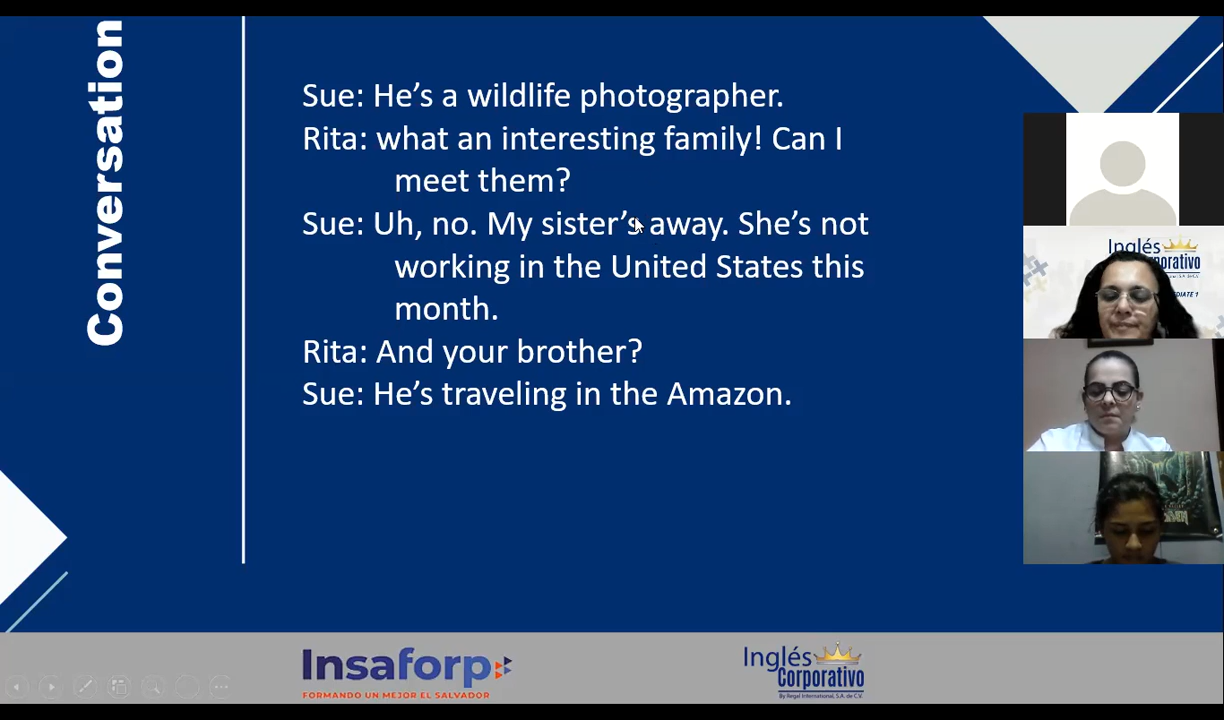 Conversation
Sue: He's a wildlife photographer.
Rita: what an interesting family! Can I
meet them?
Sue: Uh, no. My sister's away. She's not
working in the United States this
month.
Rita: And your brother?
Sue: He's traveling in the Amazon.
Inglés
Insaforp
FORMANDO UN MEJOR EL SALVADOR
Inglés
Corporativo
By Regal International, S.A. de C.V.